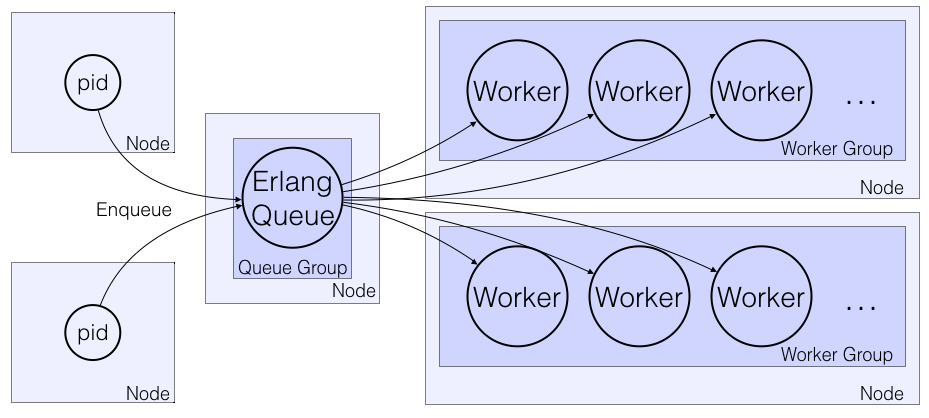 pid
Node
Enqueue
pid
Node
Erlang
Queue
Queue Group
Node
Worker Worker Worker ...
Worker Group
Node
Worker Worker Worker ...
Worker Group
Node